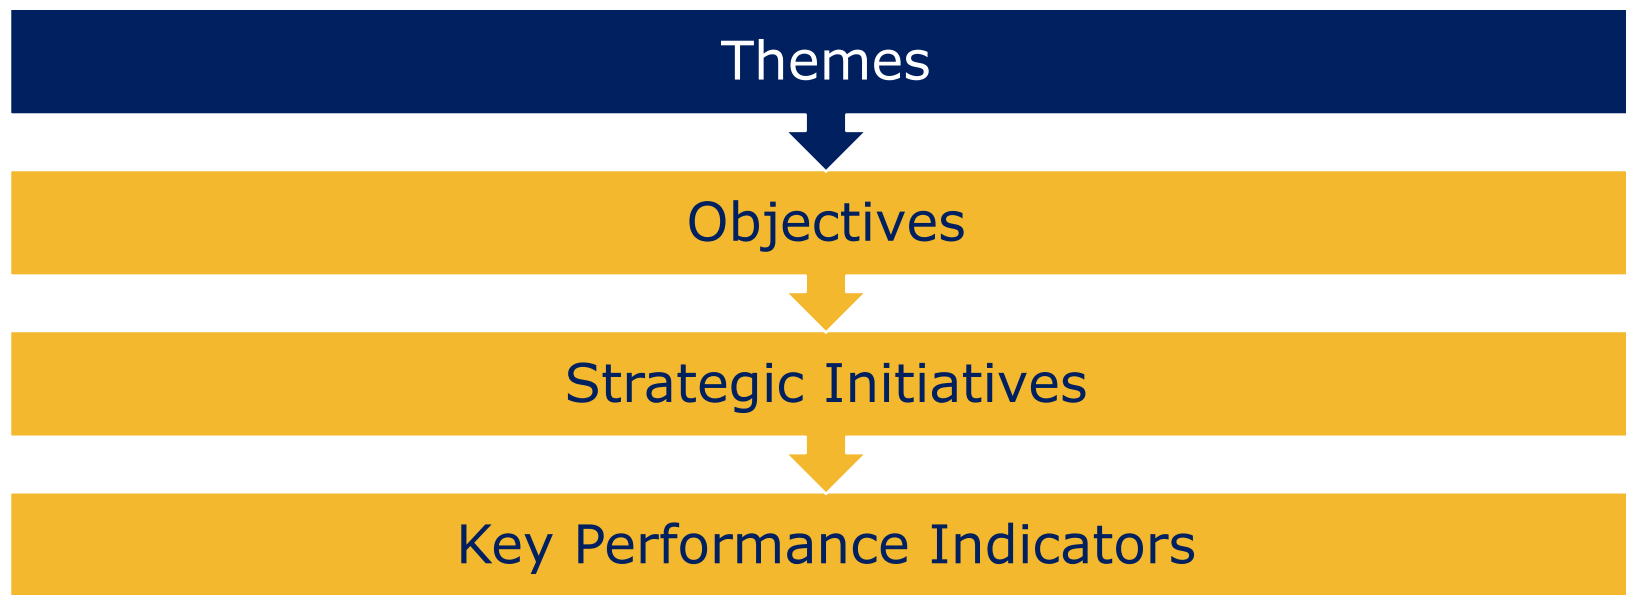 Themes
Objectives
Strategic Initiatives
Key Performance Indicators